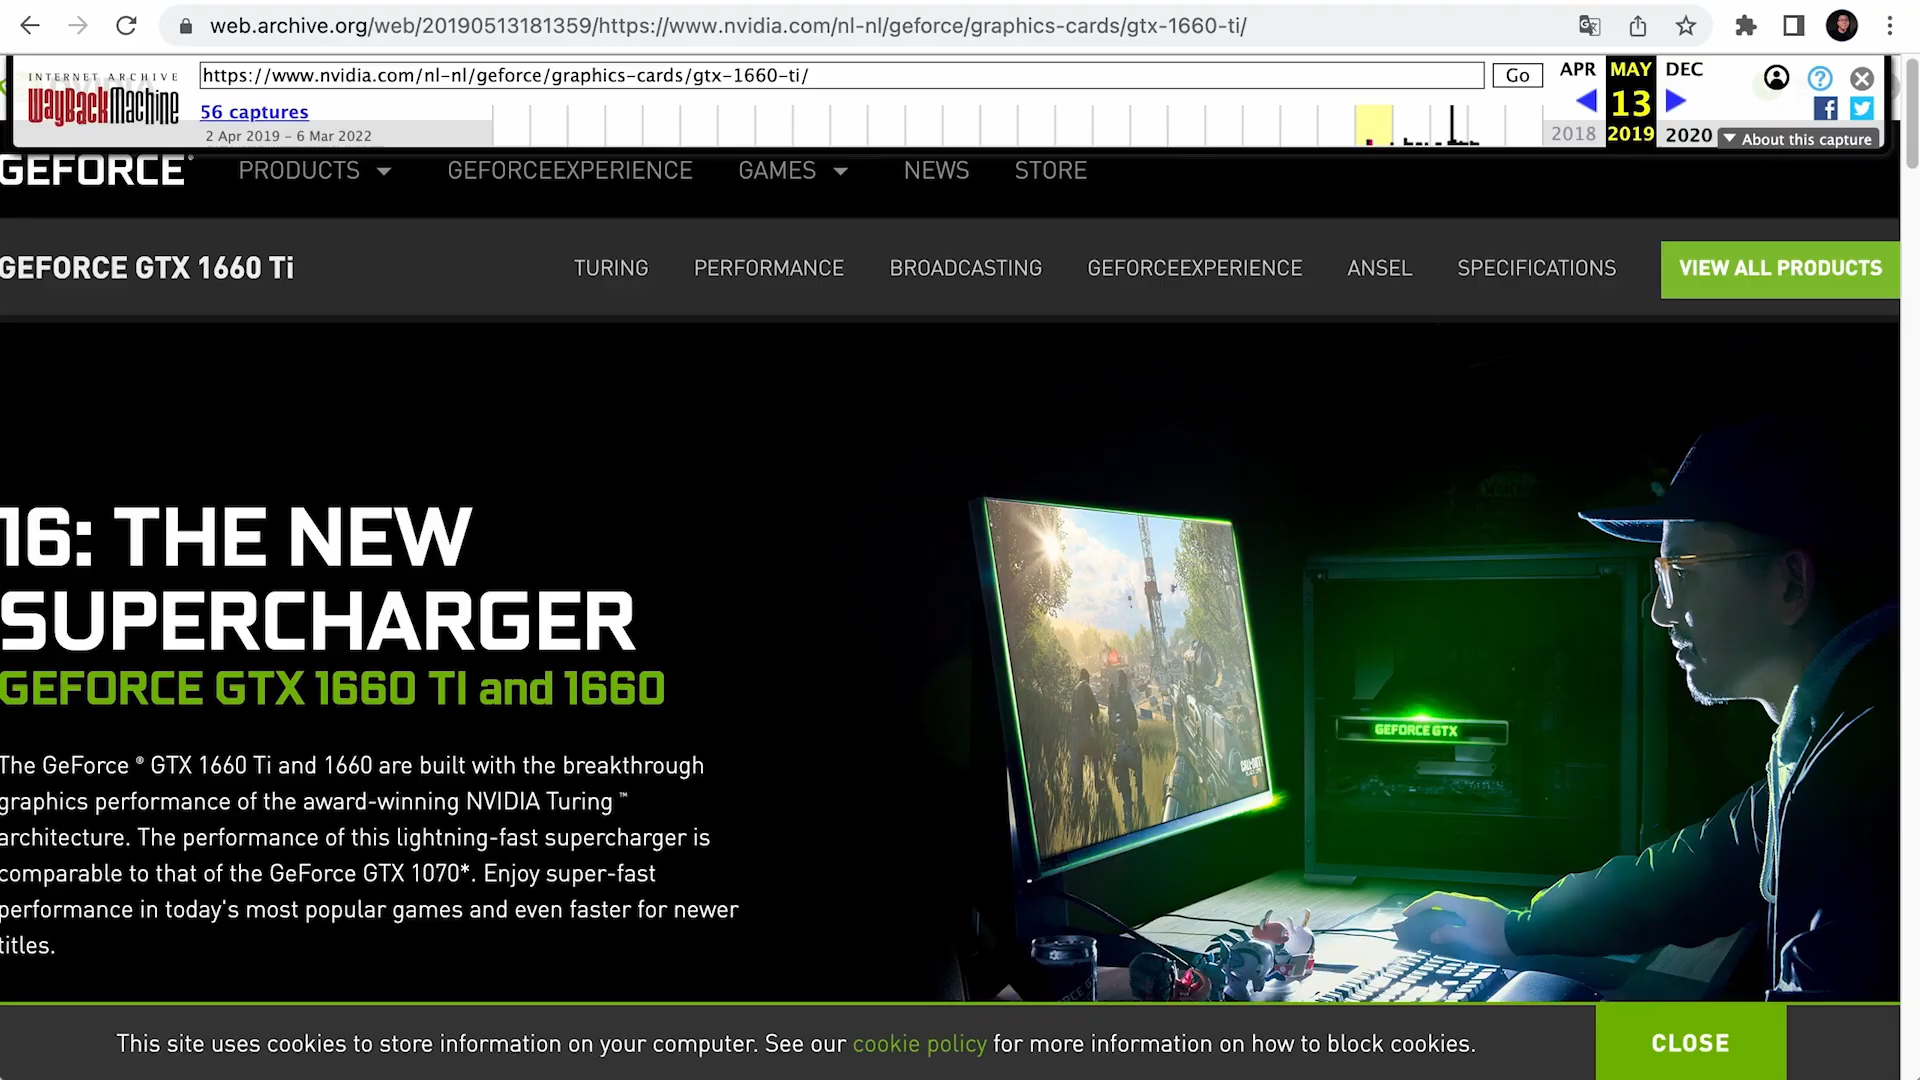 web.archive.org/web/20190513181359/https://www.nvidia.com/nl-nl/geforce/graphics-cards/gtx-1660-ti/
INTERNET ARCHIVE
WayBackMachine
https://www.nvidia.com/nl-nl/geforce/graphics-cards/gtx-1660-ti/
Go
APR MAY DEC
56 captures
13
2 Apr 2019 – 6 Mar 2022
2018 2019 2020
About this capture
GEFORCE PRODUCTS GEFORCEEXPERIENCE GAMES NEWS STORE
GEFORCE GTX 1660 Ti TURING PERFORMANCE BROADCASTING GEFORCEEXPERIENCE ANSEL SPECIFICATIONS VIEW ALL PRODUCTS
16: THE NEW
SUPERCHARGER
GEFORCE GTX 1660 TI and 1660
The GeForce ® GTX 1660 Ti and 1660 are built with the breakthrough
graphics performance of the award-winning NVIDIA Turing ™
architecture. The performance of this lightning-fast supercharger is
comparable to that of the GeForce GTX 1070*. Enjoy super-fast
performance in today's most popular games and even faster for newer
titles.
GEFORCE GTX
CALL OF DUTY
This site uses cookies to store information on your computer. See our cookie policy for more information on how to block cookies.
CLOSE